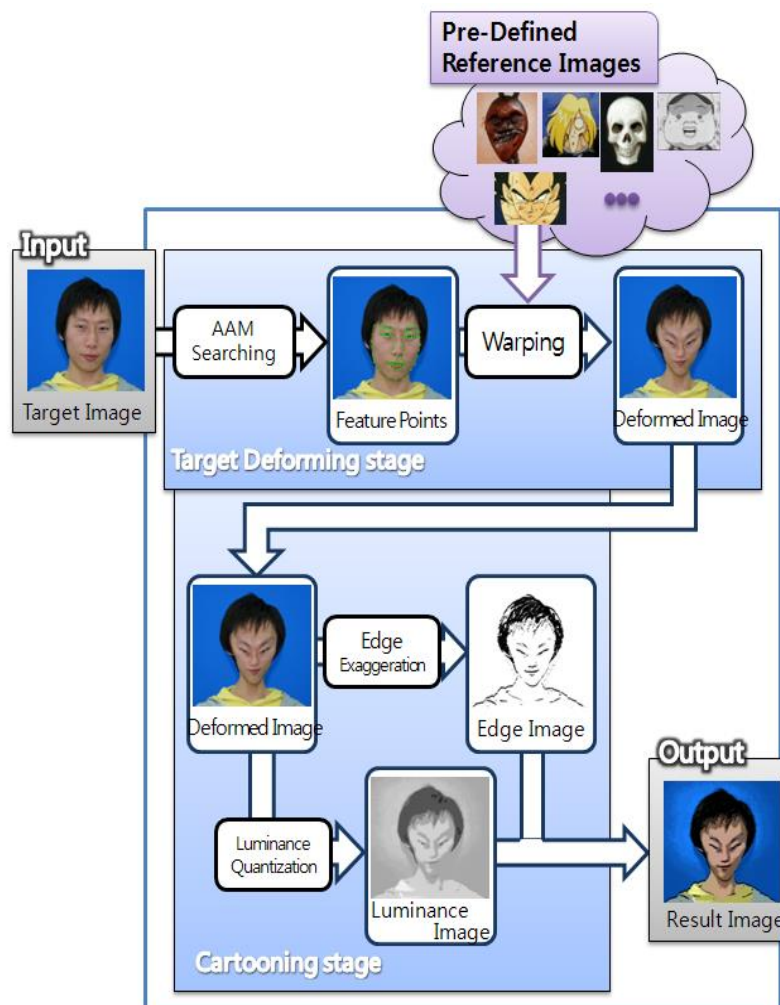 Pre-Defined
Reference Images
Input
Target Image
AAM
Searching
Feature Points
Warping
Deformed Image
Target Deforming stage
Deformed Image
Edge
Exaggeration
Edge Image
Luminance
Quantization
Luminance
Image
Output
Result Image
Cartooning stage